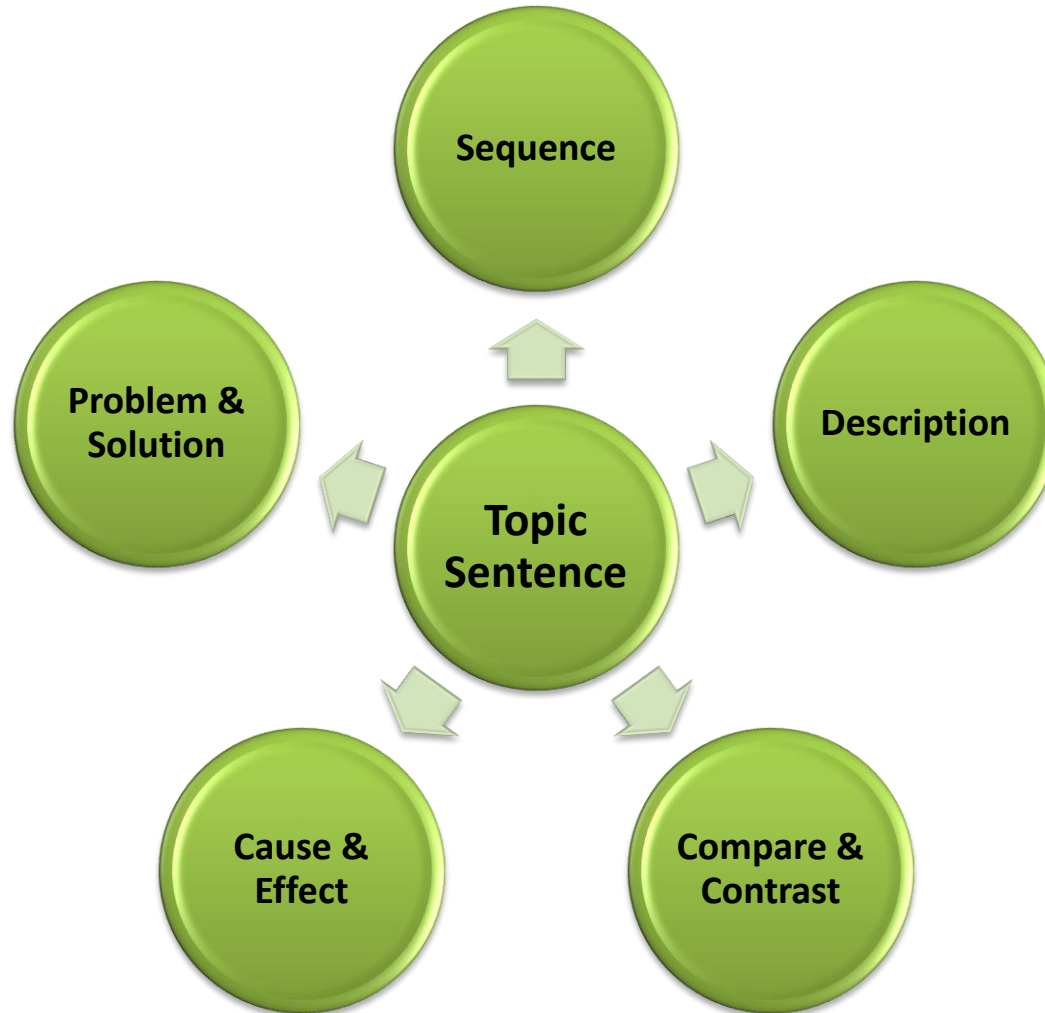 Sequence
Problem &
Solution
Description
Topic
Sentence
Cause &
Effect
Compare &
Contrast